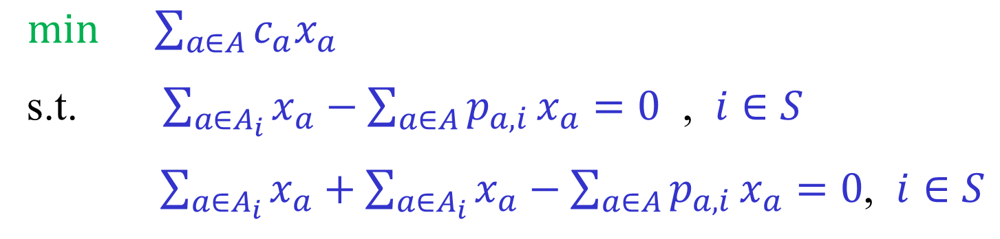 min ∑_{a∈A} c_a x_a
s.t. ∑_{a∈A_i} x_a − ∑_{a∈A} p_{a,i} x_a = 0 , i ∈ S
∑_{a∈A_i} x_a + ∑_{a∈A_i} x_a − ∑_{a∈A} p_{a,i} x_a = 0, i ∈ S